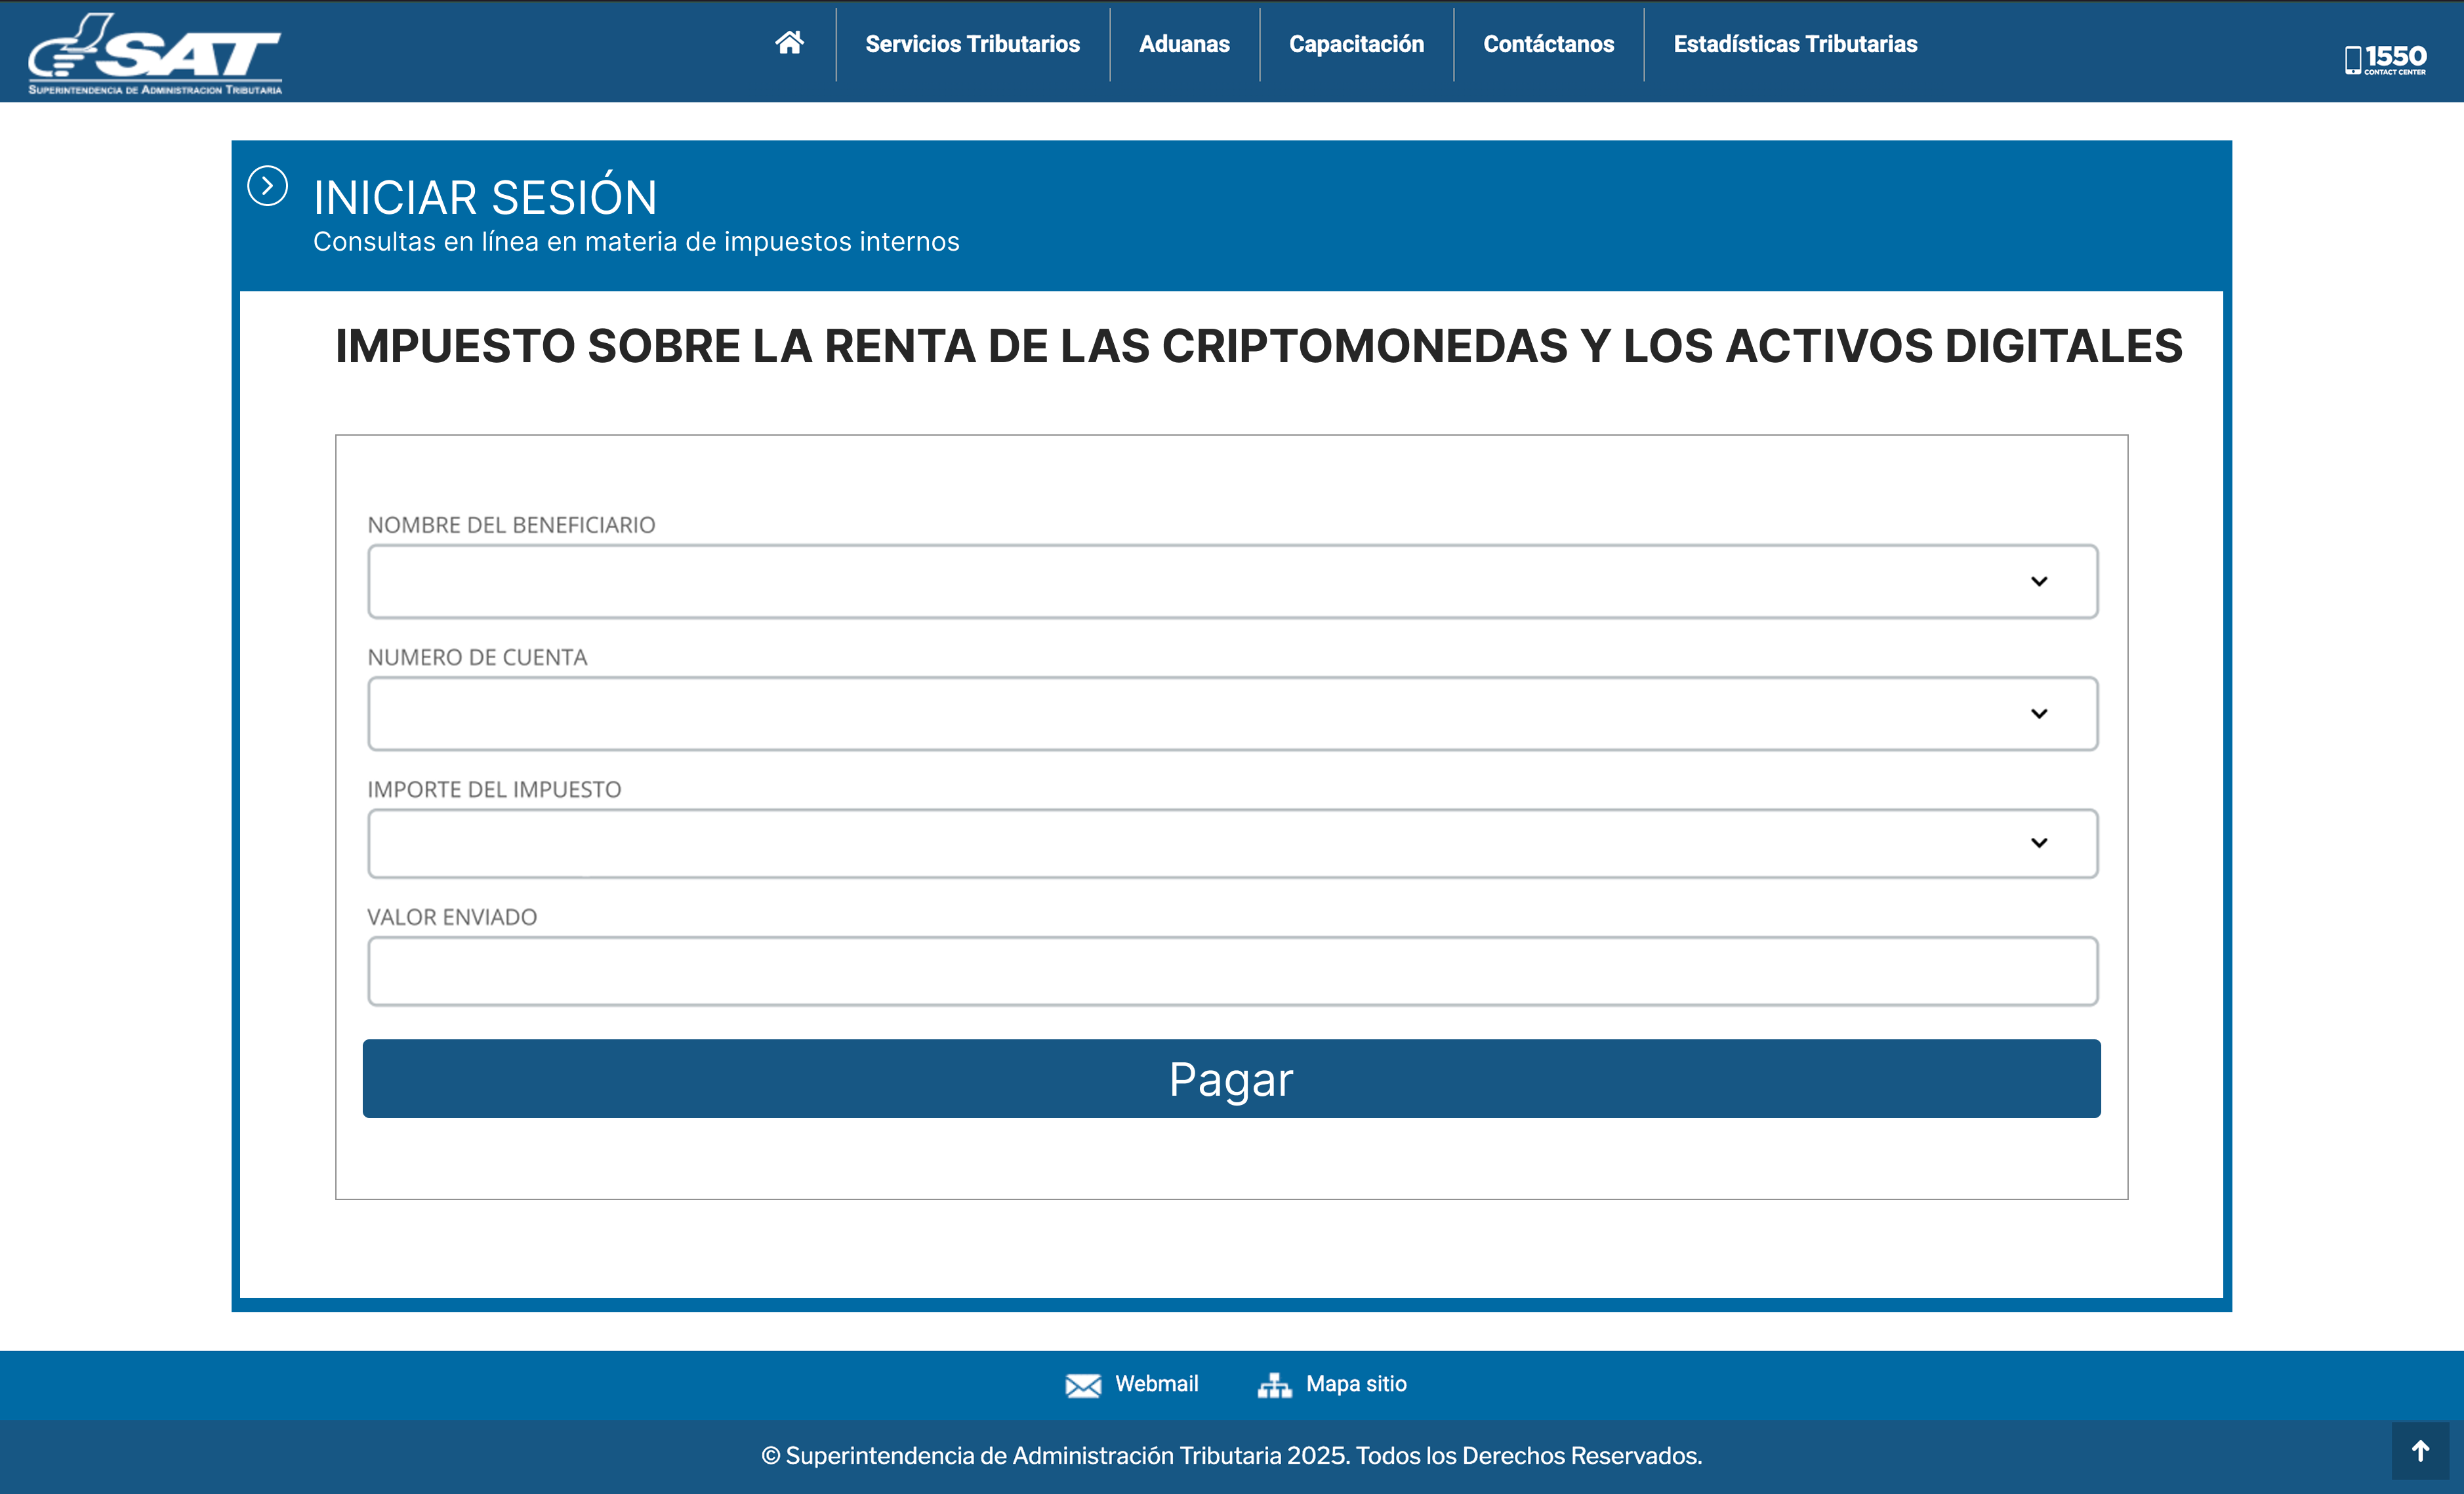 SAT
SUPERINTENDENCIA DE ADMINISTRACION TRIBUTARIA
Servicios Tributarios
Aduanas
Capacitación
Contáctanos
Estadísticas Tributarias
1550
CONTACT CENTER
INICIAR SESIÓN
Consultas en línea en materia de impuestos internos
IMPUESTO SOBRE LA RENTA DE LAS CRIPTOMONEDAS Y LOS ACTIVOS DIGITALES
NOMBRE DEL BENEFICIARIO
NUMERO DE CUENTA
IMPORTE DEL IMPUESTO
VALOR ENVIADO
Pagar
Webmail
Mapa sitio
© Superintendencia de Administración Tributaria 2025. Todos los Derechos Reservados.